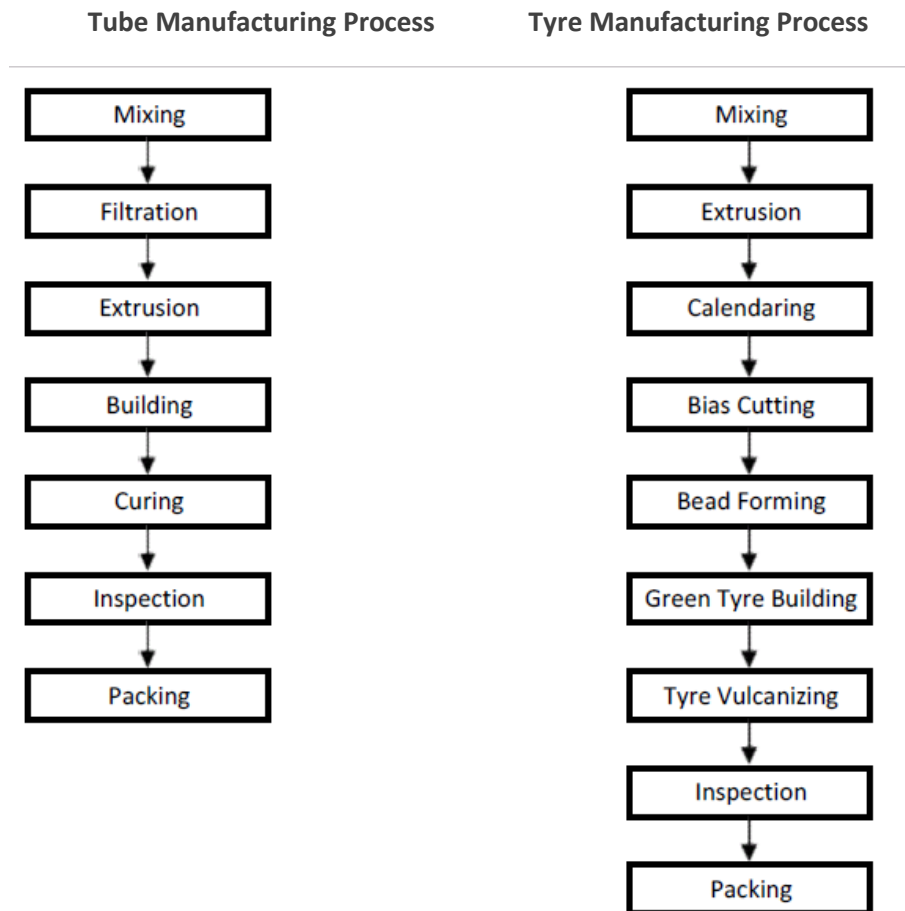 Tube Manufacturing Process
Tyre Manufacturing Process
Mixing
Filtration
Extrusion
Building
Curing
Inspection
Packing
Mixing
Extrusion
Calendaring
Bias Cutting
Bead Forming
Green Tyre Building
Tyre Vulcanizing
Inspection
Packing